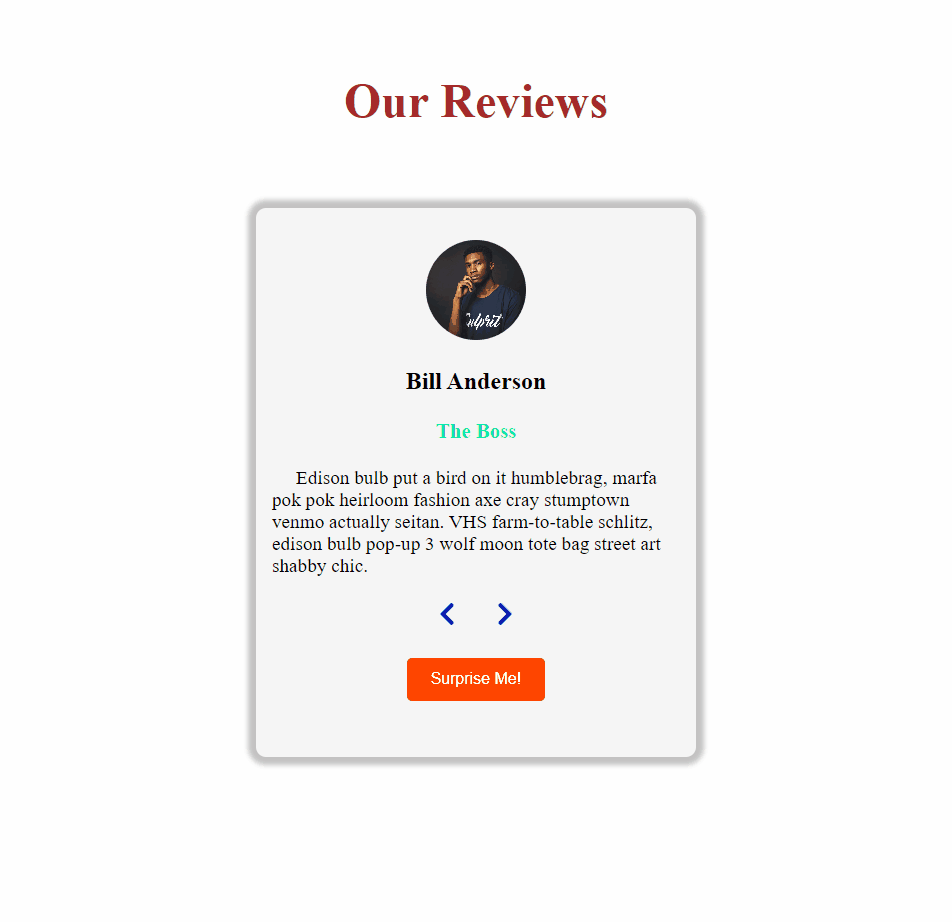 Our Reviews
Bill Anderson
The Boss
Edison bulb put a bird on it humblebrag, marfa
pok pok heirloom fashion axe cray stumptown
venmo actually seitan. VHS farm-to-table schlitz,
edison bulb pop-up 3 wolf moon tote bag street art
shabby chic.
Surprise Me!